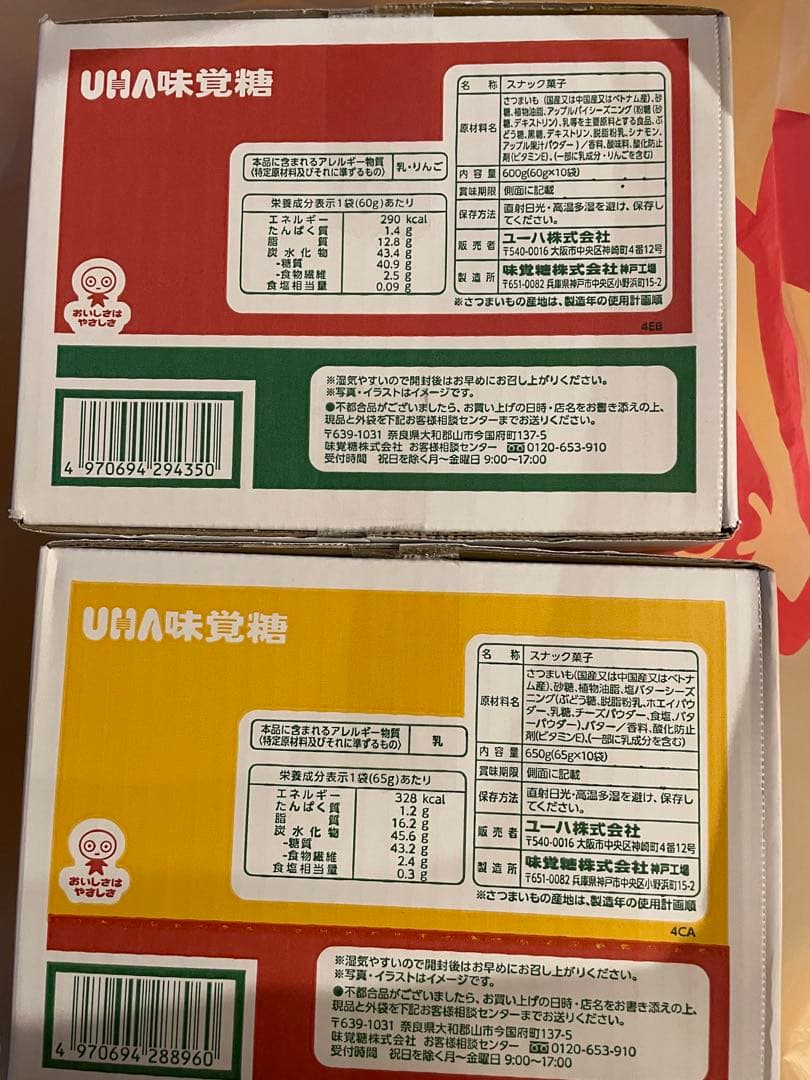 UHA味覚糖
名 称 スナック菓子
原材料名
さつまいも (国産又は中国産又はベトナム産)、砂
糖、植物油脂、アップルパイシーズニング(粉糖(砂
糖、デキストリン)、乳等を主要原料とする食品、ぶ
どう糖、黒糖、デキストリン、脱脂粉乳、シナモン、
アップル果汁パウダー) / 香料、酸味料、酸化防止
剤(ビタミンE)、(一部に乳成分・りんごを含む)
内 容 量 600g(60g×10袋)
賞味期限 側面に記載
保存方法 直射日光・高温多湿を避け、保存し
てください。
販 売 者 ユーハ株式会社
〒540-0016 大阪市中央区神崎町4番12号
製 造 所 味覚糖株式会社 神戸工場
〒651-0082 兵庫県神戸市中央区小野浜町15-2
※さつまいもの産地は、製造年の使用計画順
4EB
本品に含まれるアレルギー物質
(特定原材料及びそれに準ずるもの)
乳・りんご
栄養成分表示1袋(60g)あたり
エネルギー 290 kcal
たんぱく質 1.4 g
脂 質 12.8 g
炭水化物 43.4 g
-糖質 40.9 g
-食物繊維 2.5 g
食塩相当量 0.09 g
おいしさは
やさしさ
※湿気やすいので開封後はお早めにお召し上がりください。
※写真・イラストはイメージです。
●不都合品がございましたら、お買い上げの日時・店名をお書き添えの上、
現品と外袋を下記お客様相談センターまでお送りください。
〒639-1031 奈良県大和郡山市今国府町137-5
味覚糖株式会社 お客様相談センター 0120-653-910
受付時間 祝日を除く月〜金曜日 9:00〜17:00
4 970694 294350
UHA味覚糖
名 称 スナック菓子
原材料名
さつまいも(国産又は中国産又はベトナ
ム産)、砂糖、植物油脂、塩バターシーズ
ニング(ぶどう糖、脱脂粉乳、ホエイパウ
ダー、乳糖、チーズパウダー、食塩、バタ
ーパウダー)、バター / 香料、酸化防止
剤(ビタミンE)、(一部に乳成分を含む)
内 容 量 650g(65g×10袋)
賞味期限 側面に記載
保存方法 直射日光・高温多湿を避け、保存し
てください。
販 売 者 ユーハ株式会社
〒540-0016 大阪市中央区神崎町4番12号
製 造 所 味覚糖株式会社 神戸工場
〒651-0082 兵庫県神戸市中央区小野浜町15-2
※さつまいもの産地は、製造年の使用計画順
4CA
本品に含まれるアレルギー物質
(特定原材料及びそれに準ずるもの)
乳
栄養成分表示1袋(65g)あたり
エネルギー 328 kcal
たんぱく質 1.2 g
脂 質 16.2 g
炭水化物 45.6 g
-糖質 43.2 g
-食物繊維 2.4 g
食塩相当量 0.3 g
おいしさは
やさしさ
※湿気やすいので開封後はお早めにお召し上がりください。
※写真・イラストはイメージです。
●不都合品がございましたら、お買い上げの日時・店名をお書き添えの上、
現品と外袋を下記お客様相談センターまでお送りください。
〒639-1031 奈良県大和郡山市今国府町137-5
味覚糖株式会社 お客様相談センター 0120-653-910
受付時間 祝日を除く月〜金曜日 9:00〜17:00
4 970694 288960